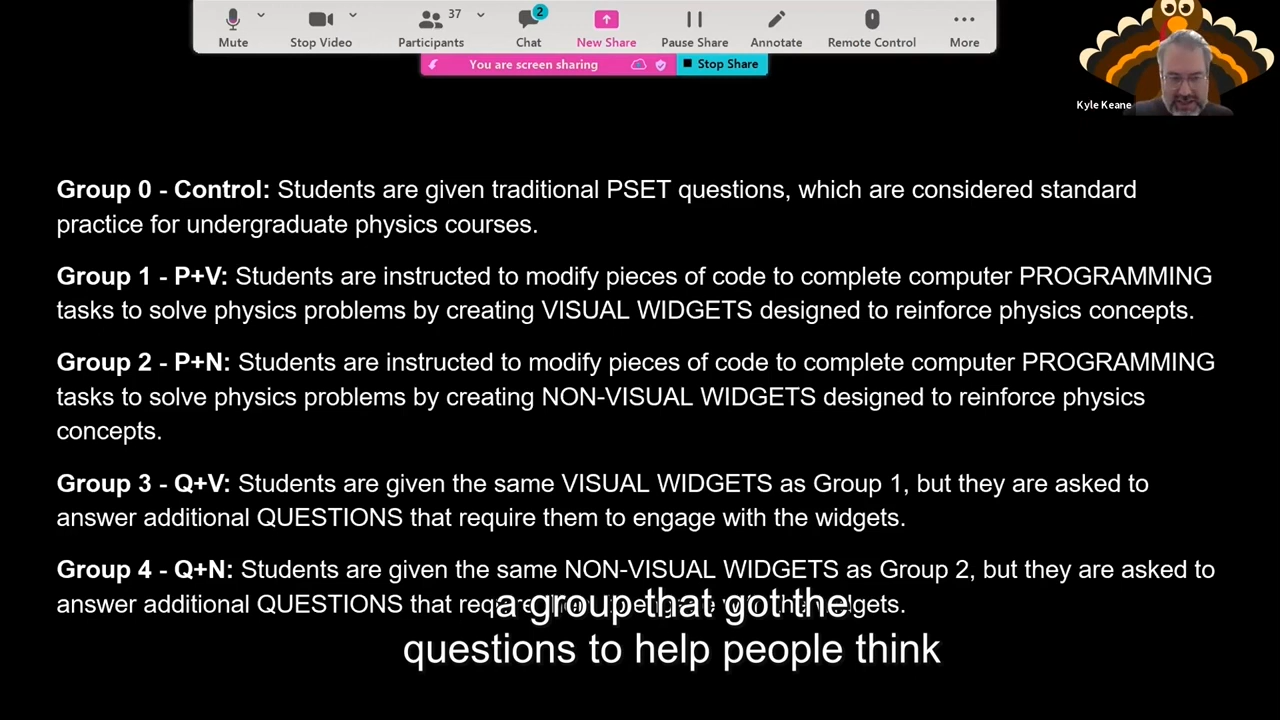 37
2
Mute
Stop Video
Participants
Chat
New Share
Pause Share
Annotate
Remote Control
More
You are screen sharing
Stop Share
Kyle Keane
Group 0 - Control: Students are given traditional PSET questions, which are considered standard
practice for undergraduate physics courses.
Group 1 - P+V: Students are instructed to modify pieces of code to complete computer PROGRAMMING
tasks to solve physics problems by creating VISUAL WIDGETS designed to reinforce physics concepts.
Group 2 - P+N: Students are instructed to modify pieces of code to complete computer PROGRAMMING
tasks to solve physics problems by creating NON-VISUAL WIDGETS designed to reinforce physics
concepts.
Group 3 - Q+V: Students are given the same VISUAL WIDGETS as Group 1, but they are asked to
answer additional QUESTIONS that require them to engage with the widgets.
Group 4 - Q+N: Students are given the same NON-VISUAL WIDGETS as Group 2, but they are asked to
answer additional QUESTIONS that require them to engage with the widgets.
a group that got the
questions to help people think